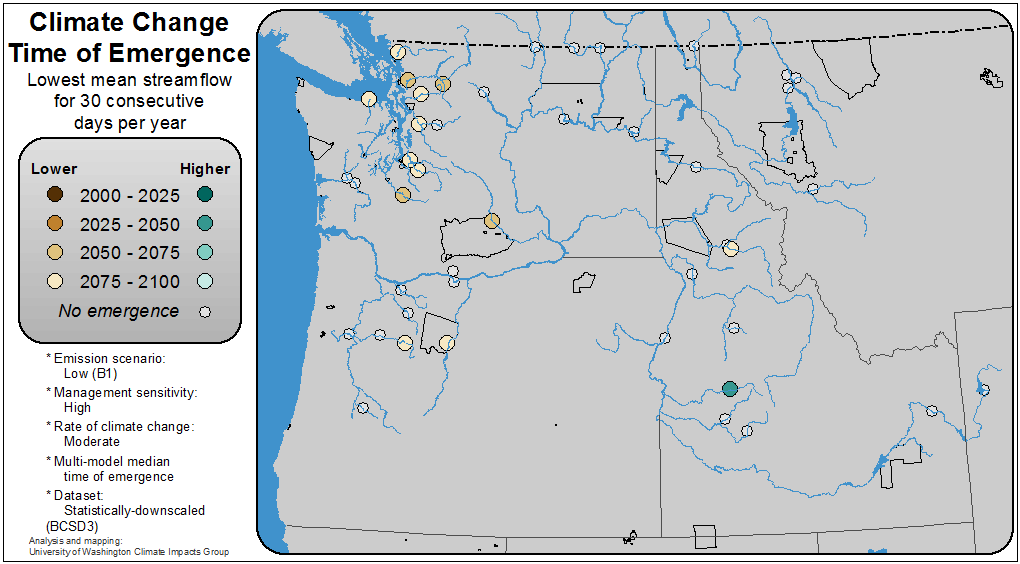 Climate Change
Time of Emergence
Lowest mean streamflow
for 30 consecutive
days per year
Lower Higher
2000 - 2025
2025 - 2050
2050 - 2075
2075 - 2100
No emergence
* Emission scenario:
Low (B1)
* Management sensitivity:
High
* Rate of climate change:
Moderate
* Multi-model median
time of emergence
* Dataset:
Statistically-downscaled
(BCSD3)
Analysis and mapping:
University of Washington Climate Impacts Group